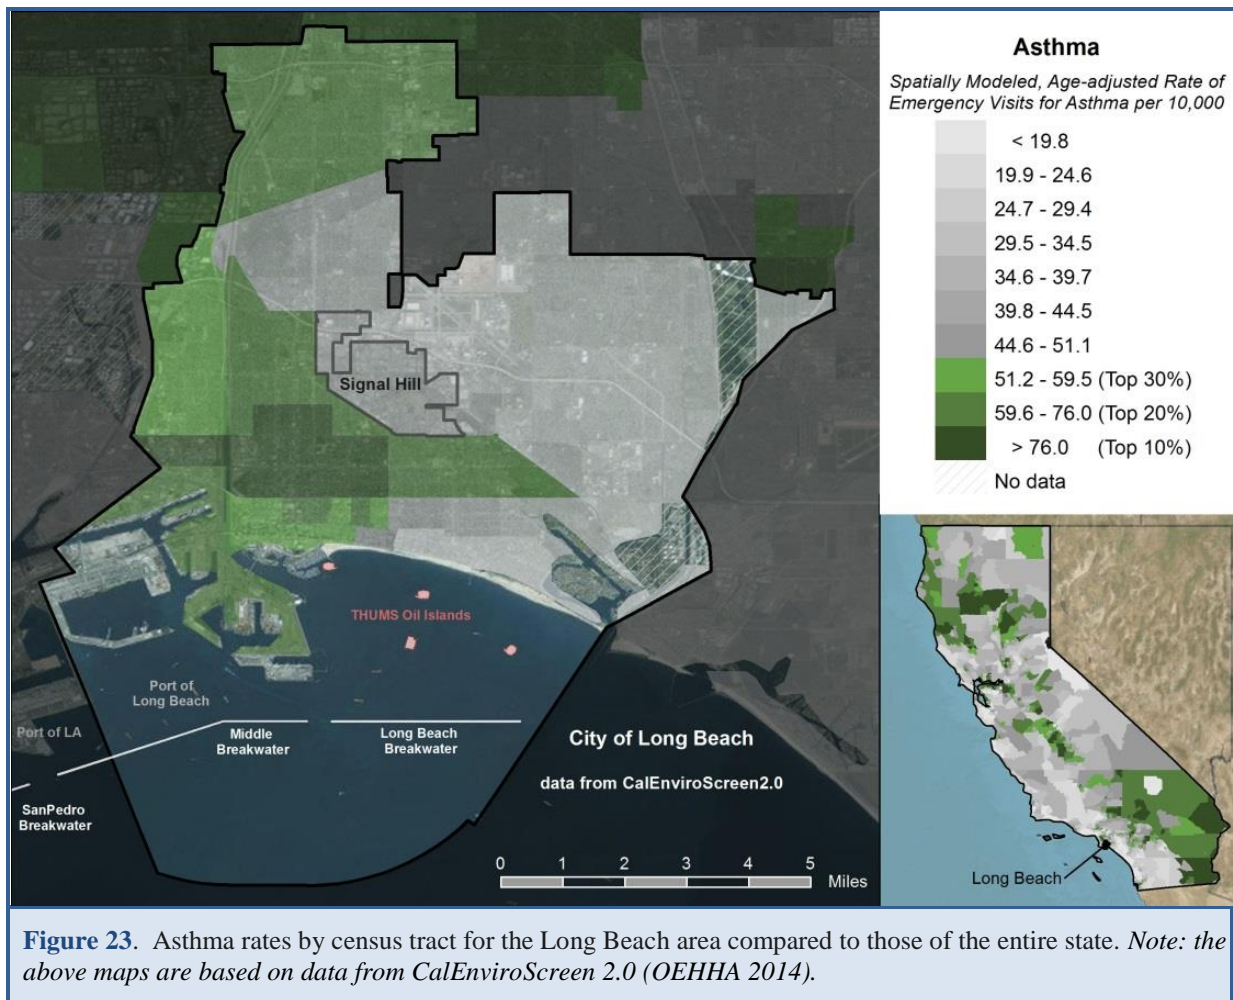 Asthma
Spatially Modeled, Age-adjusted Rate of
Emergency Visits for Asthma per 10,000
< 19.8
19.9 - 24.6
24.7 - 29.4
29.5 - 34.5
34.6 - 39.7
39.8 - 44.5
44.6 - 51.1
51.2 - 59.5 (Top 30%)
59.6 - 76.0 (Top 20%)
> 76.0 (Top 10%)
No data
Signal Hill
THUMS Oil Islands
Port of
Long Beach
Port of LA
Middle
Breakwater
Long Beach
Breakwater
SanPedro
Breakwater
City of Long Beach
data from CalEnviroScreen2.0
0 1 2 3 4 5
Miles
Long Beach
Figure 23. Asthma rates by census tract for the Long Beach area compared to those of the entire state. Note: the
above maps are based on data from CalEnviroScreen 2.0 (OEHHA 2014).